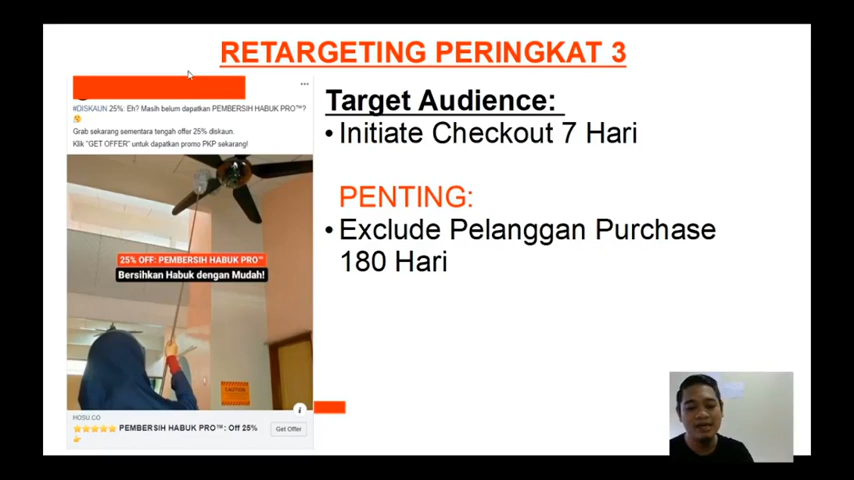 RETARGETING PERINGKAT 3
#DISKAUN 25%: Eh? Masih belum dapatkan PEMBERSIH HABUK PRO™?
Grab sekarang sementara tengah offer 25% diskaun.
Klik "GET OFFER" untuk dapatkan promo PKP sekarang!
25% OFF: PEMBERSIH HABUK PRO™
Bersihkan Habuk dengan Mudah!
CAUTION
HOSU.CO
PEMBERSIH HABUK PRO™: Off 25%
Get Offer
Target Audience:
• Initiate Checkout 7 Hari
PENTING:
• Exclude Pelanggan Purchase
180 Hari